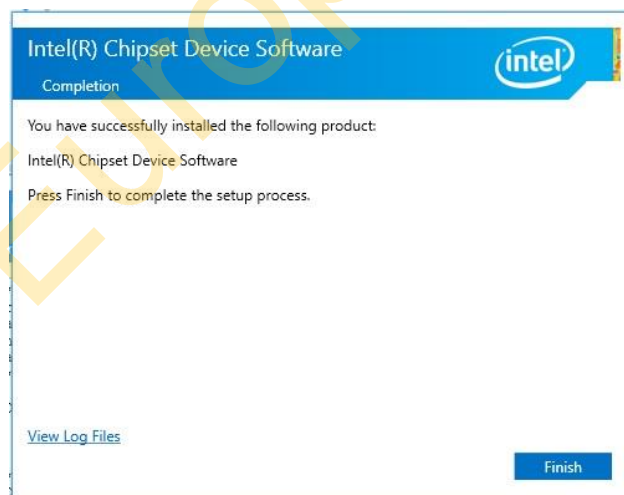 Intel(R) Chipset Device Software
intel
Completion
You have successfully installed the following product:
Intel(R) Chipset Device Software
Press Finish to complete the setup process.
View Log Files
Finish